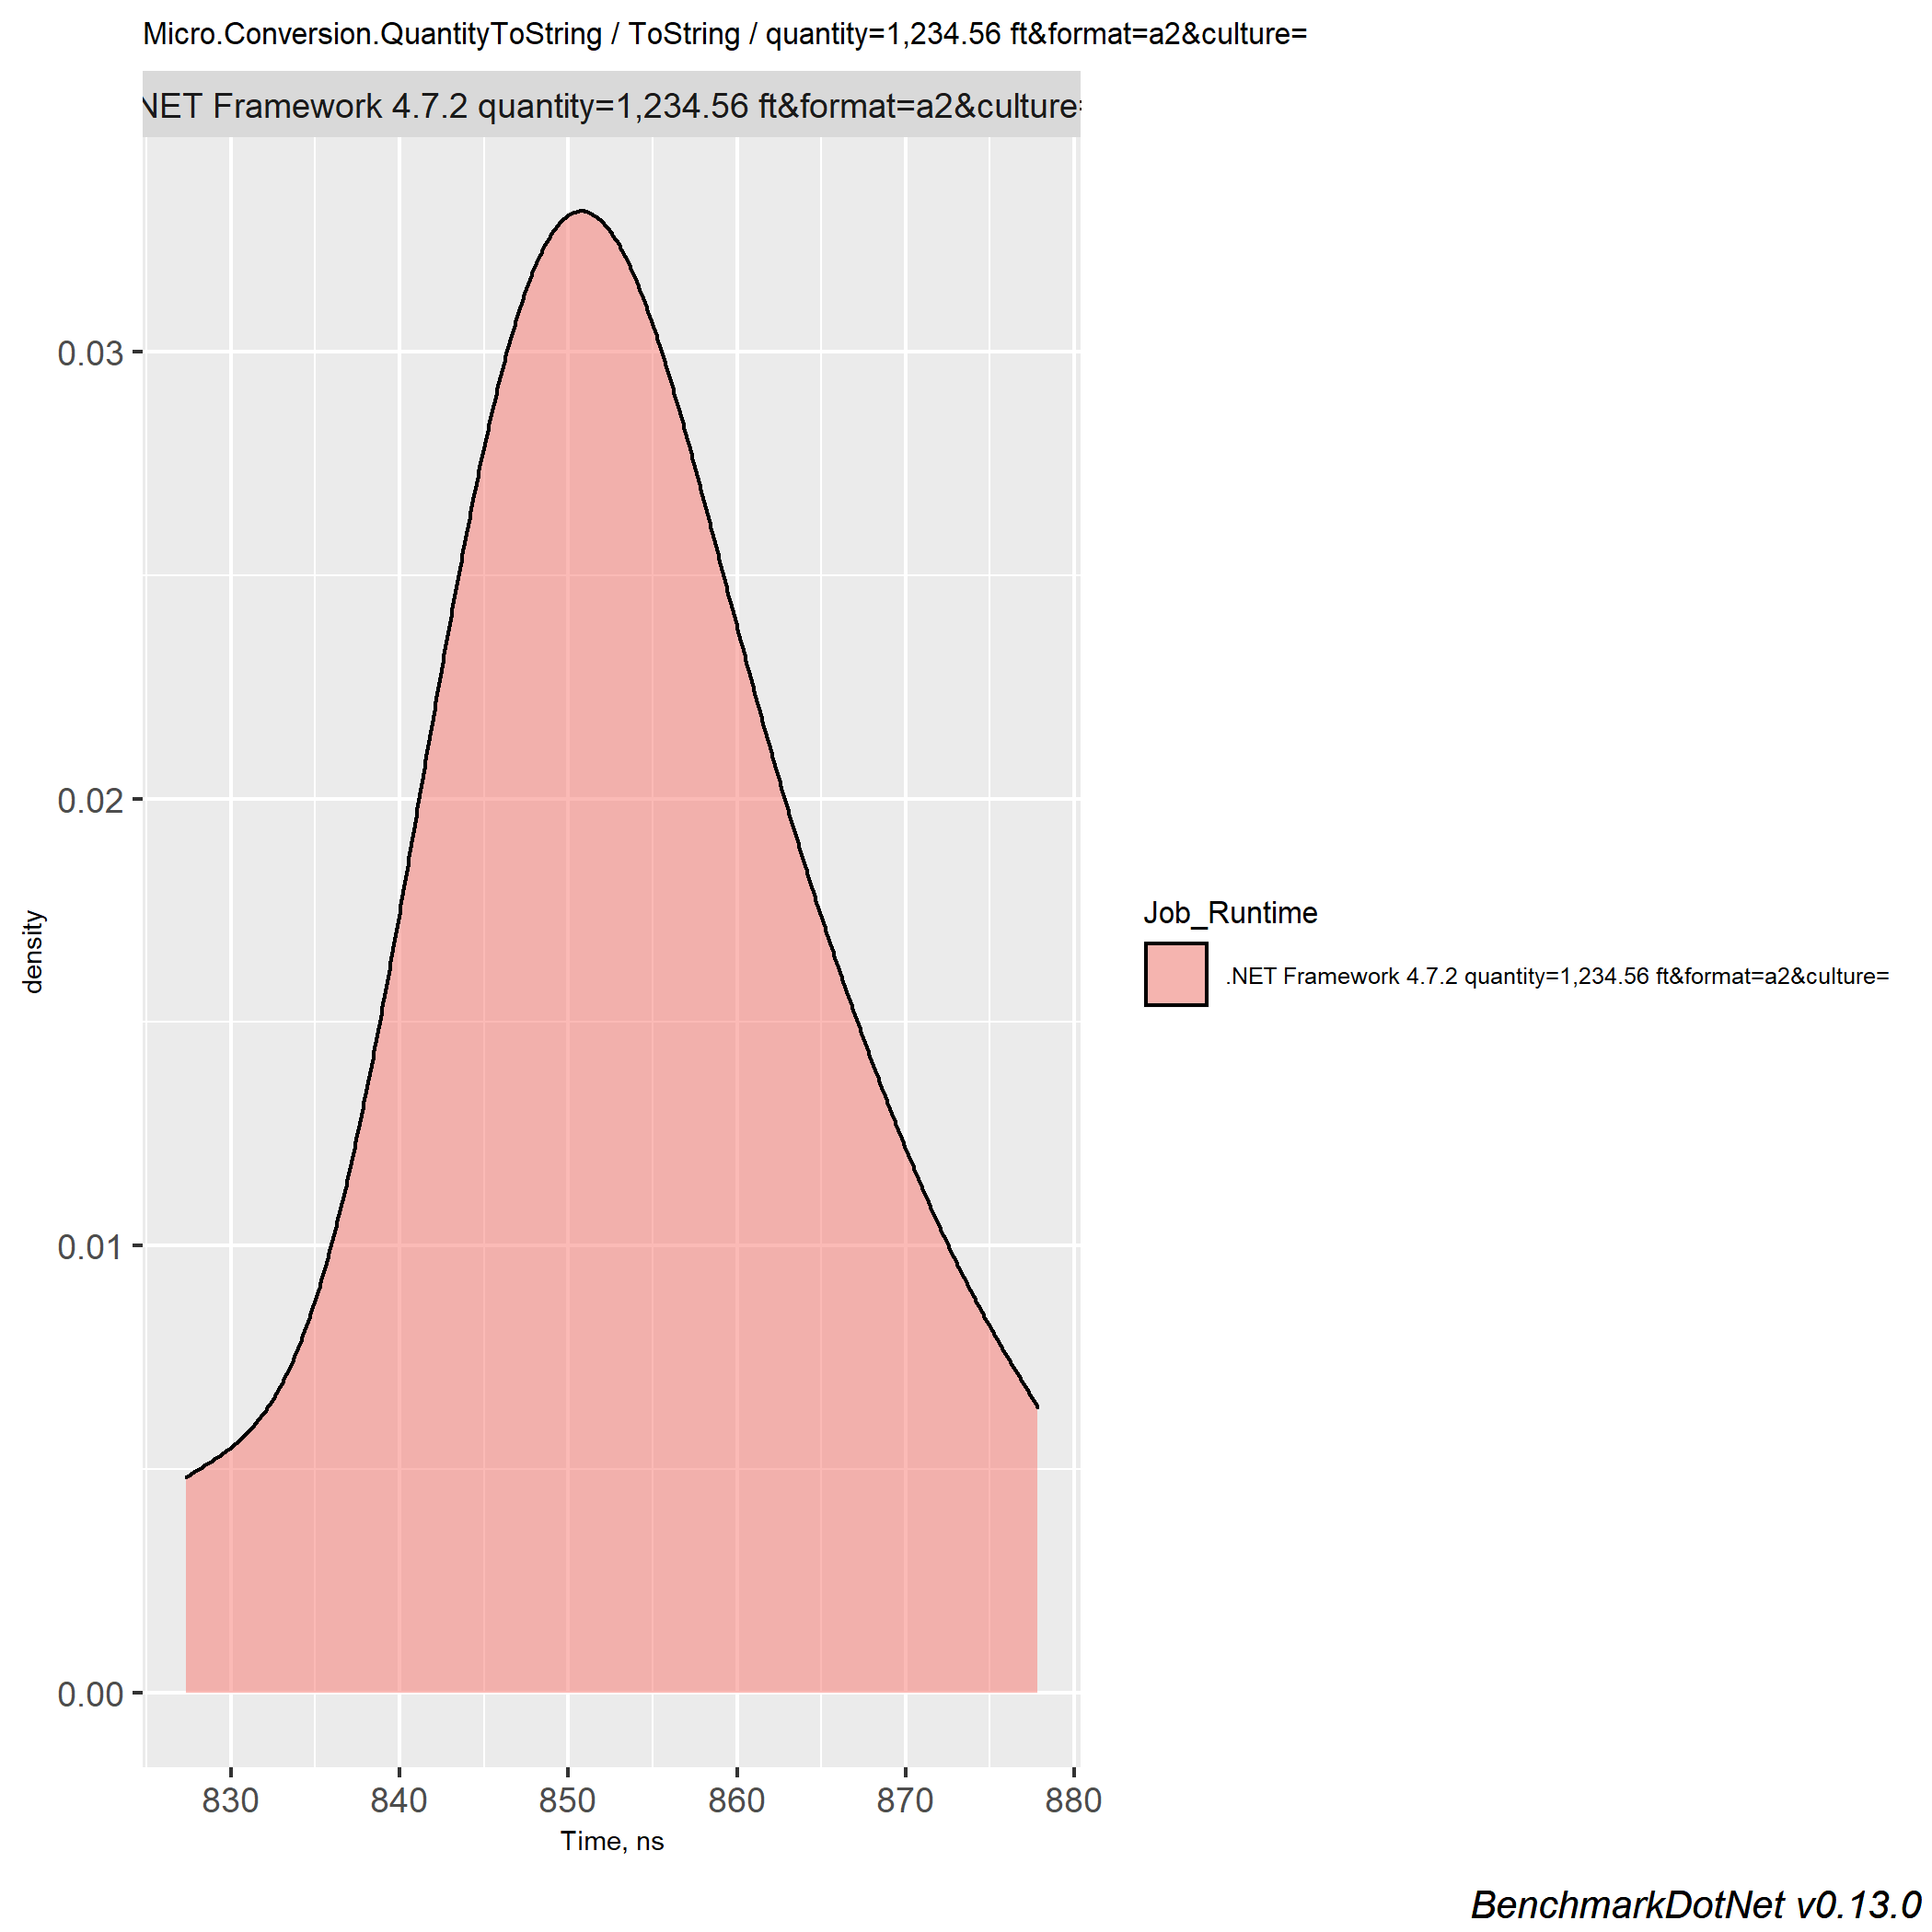 Micro.Conversion.QuantityToString / ToString / quantity=1,234.56 ft&format=a2&culture=
NET Framework 4.7.2 quantity=1,234.56 ft&format=a2&culture=
0.03
0.02
0.01
0.00
density
830 840 850 860 870 880
Time, ns
Job_Runtime
.NET Framework 4.7.2 quantity=1,234.56 ft&format=a2&culture=
BenchmarkDotNet v0.13.0